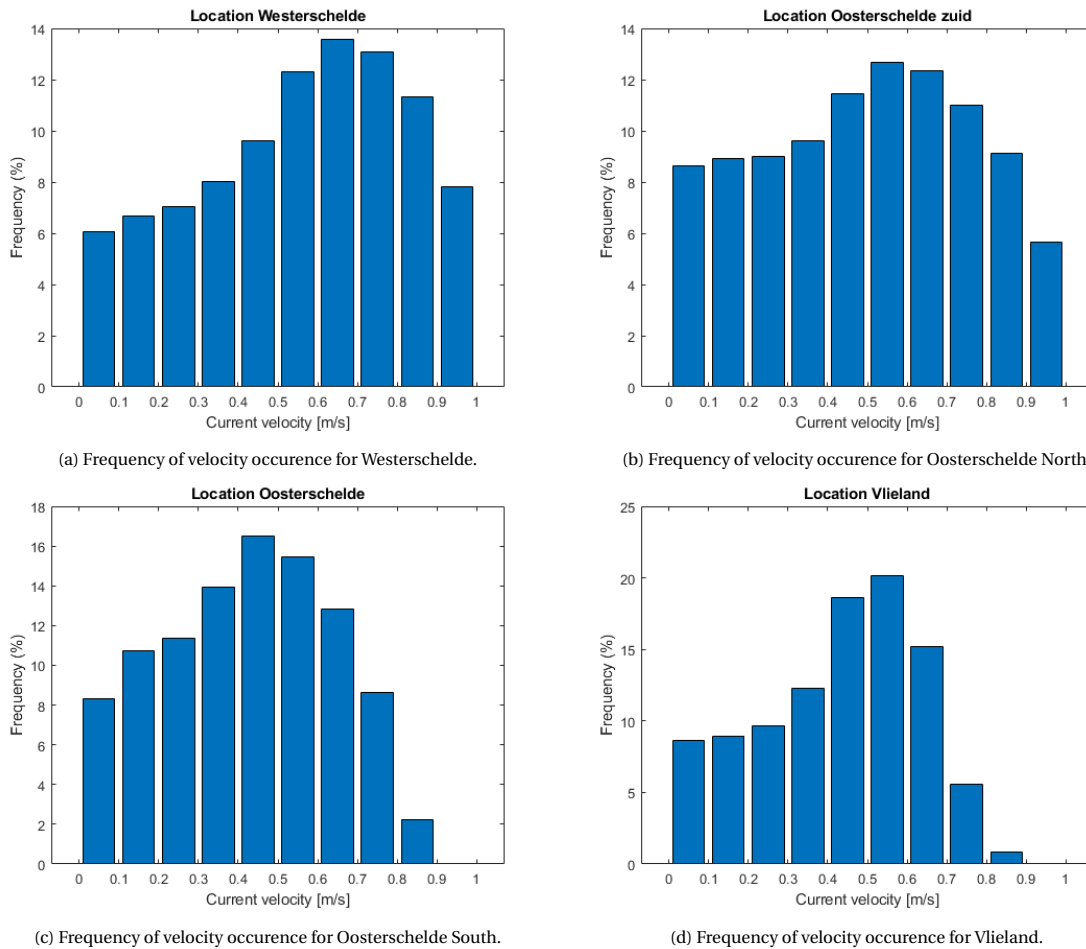 Location Westerschelde
14
12
10
8
6
4
2
0
Frequency (%)
0 0.1 0.2 0.3 0.4 0.5 0.6 0.7 0.8 0.9 1
Current velocity [m/s]
(a) Frequency of velocity occurence for Westerschelde.
Location Oosterschelde zuid
14
12
10
8
6
4
2
0
Frequency (%)
0 0.1 0.2 0.3 0.4 0.5 0.6 0.7 0.8 0.9 1
Current velocity [m/s]
(b) Frequency of velocity occurence for Oosterschelde North
Location Oosterschelde
18
16
14
12
10
8
6
4
2
0
Frequency (%)
0 0.1 0.2 0.3 0.4 0.5 0.6 0.7 0.8 0.9 1
Current velocity [m/s]
(c) Frequency of velocity occurence for Oosterschelde South.
Location Vlieland
25
20
15
10
5
0
Frequency (%)
0 0.1 0.2 0.3 0.4 0.5 0.6 0.7 0.8 0.9 1
Current velocity [m/s]
(d) Frequency of velocity occurence for Vlieland.